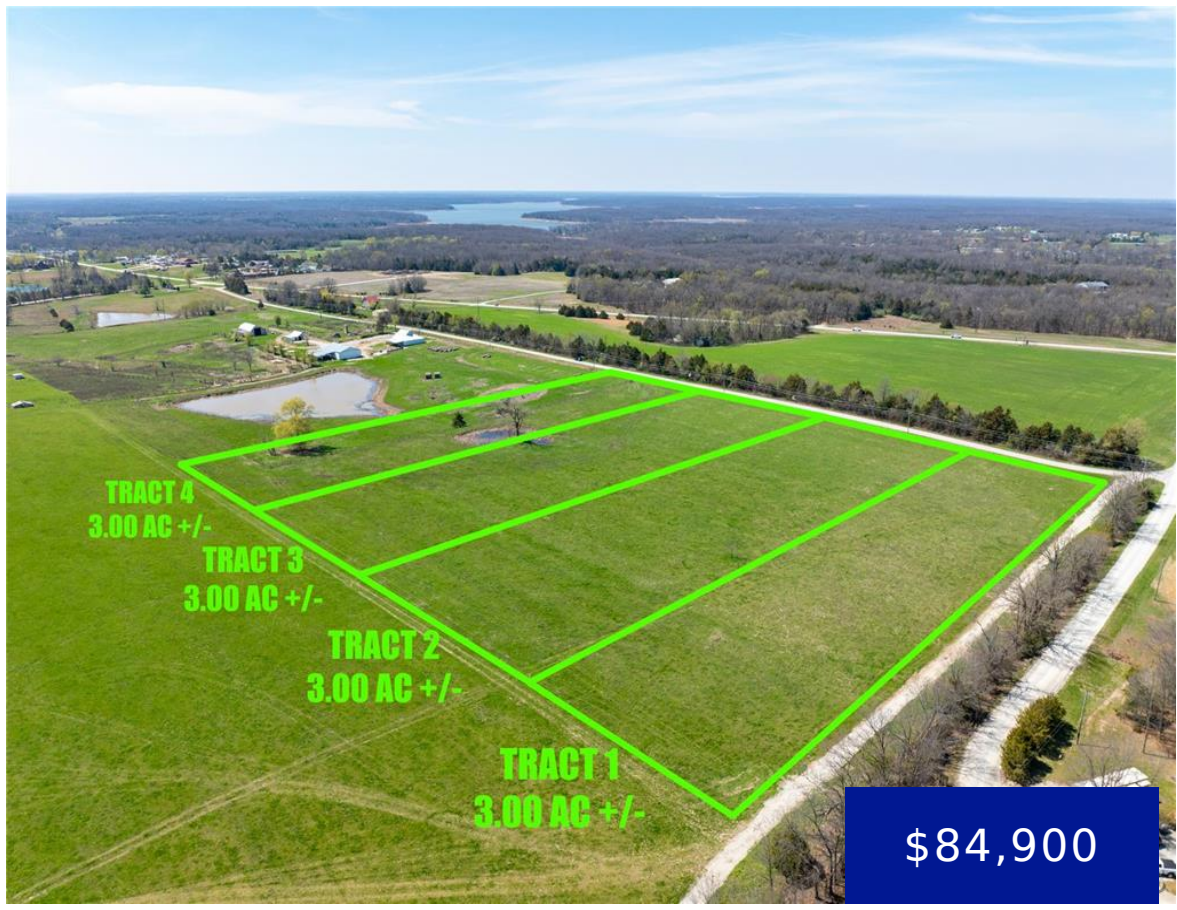 TRACT 4
3.00 AC +/-
TRACT 3
3.00 AC +/-
TRACT 2
3.00 AC +/-
TRACT 1
3.00 AC +/-
$84,900